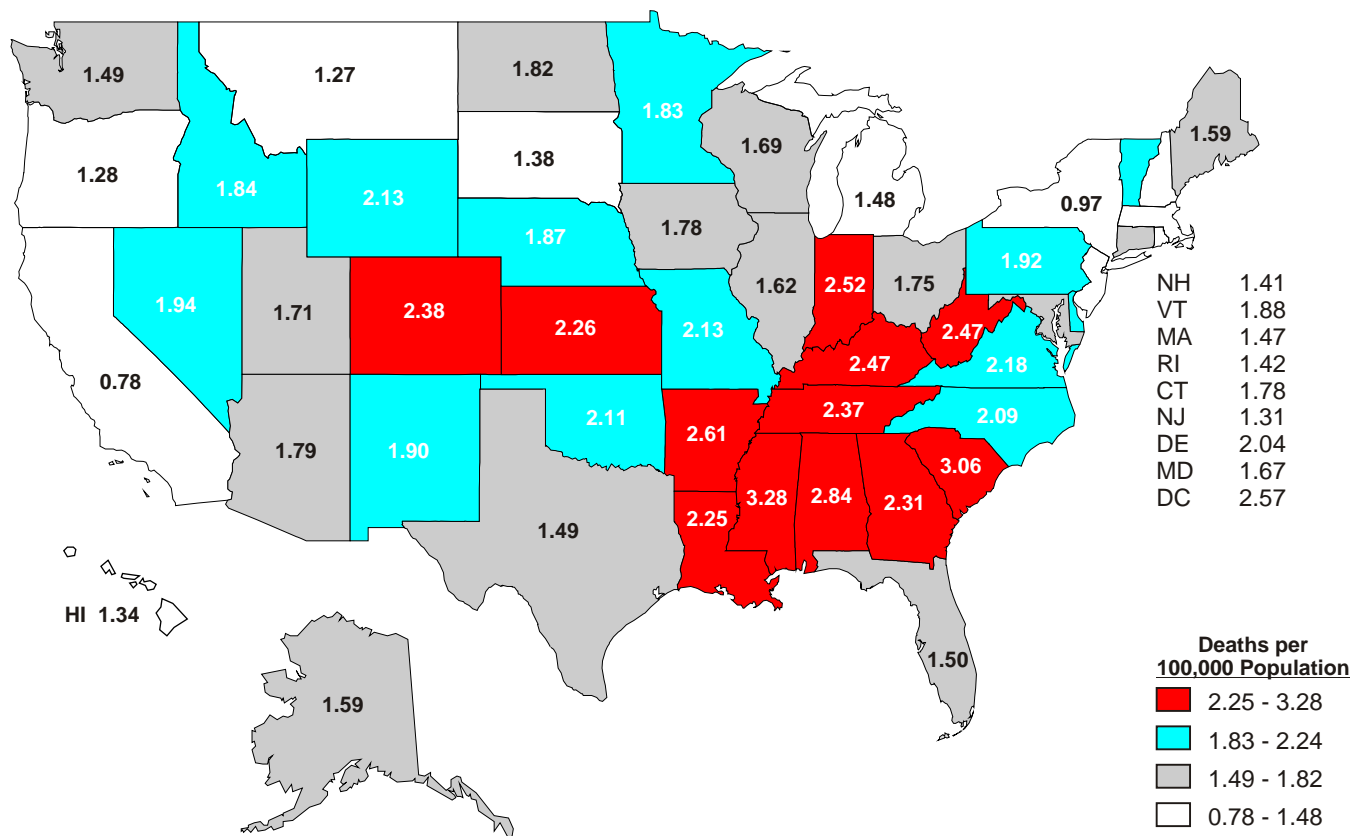 1.49
1.27
1.82
1.83
1.59
1.69
1.28
1.84
2.13
1.38
1.48
0.97
1.87
1.78
1.92
1.94
1.71
2.38
2.26
1.62
2.52
1.75
2.13
2.47
2.47
2.18
0.78
2.37
2.09
1.79
1.90
2.11
2.61
3.06
3.28
2.84
2.31
1.49
2.25
HI 1.34
1.50
1.59
NH 1.41
VT 1.88
MA 1.47
RI 1.42
CT 1.78
NJ 1.31
DE 2.04
MD 1.67
DC 2.57
Deaths per
100,000 Population
2.25 - 3.28
1.83 - 2.24
1.49 - 1.82
0.78 - 1.48